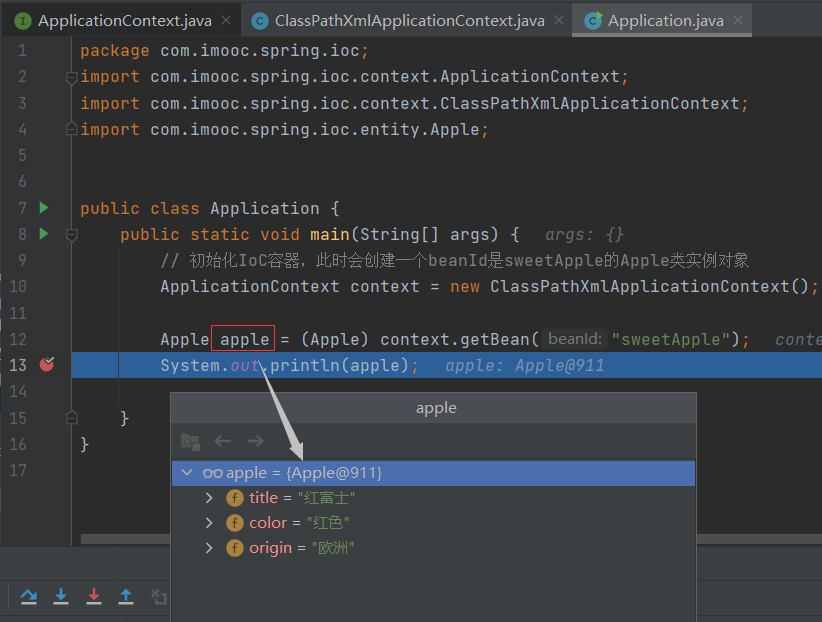 ApplicationContext.java
ClassPathXmlApplicationContext.java
Application.java
1 package com.imooc.spring.ioc;
2 import com.imooc.spring.ioc.context.ApplicationContext;
3 import com.imooc.spring.ioc.context.ClassPathXmlApplicationContext;
4 import com.imooc.spring.ioc.entity.Apple;
5
6
7 public class Application {
8 public static void main(String[] args) { args: {}
9 // 初始化IoC容器，此时会创建一个beanId是sweetApple的Apple类实例对象
10 ApplicationContext context = new ClassPathXmlApplicationContext();
11
12 Apple apple = (Apple) context.getBean( beanId: "sweetApple"); conte
13 System.out.println(apple); apple: Apple@911
14
15 }
16 }
17
apple
apple = {Apple@911}
f title = "红富士"
f color = "红色"
f origin = "欧洲"